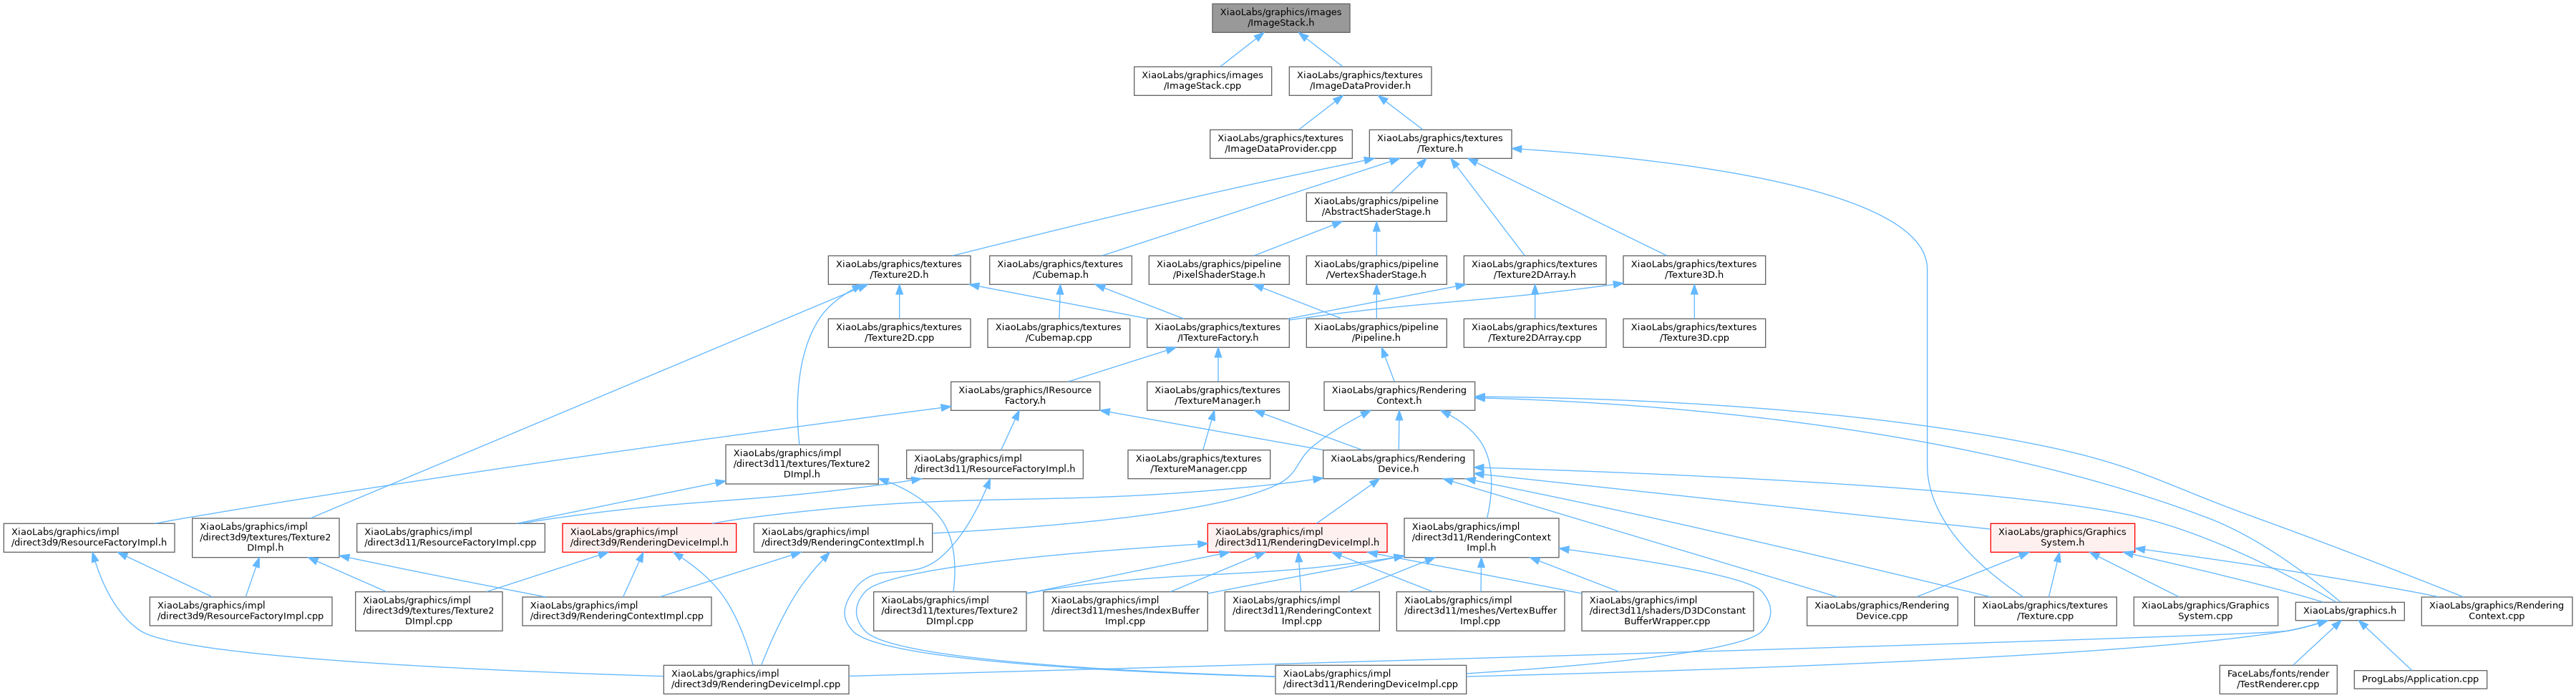 XiaoLabs/graphics/images
/ImageStack.h
XiaoLabs/graphics/images
/ImageStack.cpp
XiaoLabs/graphics/textures
/ImageDataProvider.h
XiaoLabs/graphics/textures
/ImageDataProvider.cpp
XiaoLabs/graphics/textures
/Texture.h
XiaoLabs/graphics/pipeline
/AbstractShaderStage.h
XiaoLabs/graphics/textures
/Texture2D.h
XiaoLabs/graphics/textures
/Cubemap.h
XiaoLabs/graphics/pipeline
/PixelShaderStage.h
XiaoLabs/graphics/pipeline
/VertexShaderStage.h
XiaoLabs/graphics/textures
/Texture2DArray.h
XiaoLabs/graphics/textures
/Texture3D.h
XiaoLabs/graphics/textures
/Texture2D.cpp
XiaoLabs/graphics/textures
/Cubemap.cpp
XiaoLabs/graphics/textures
/ITextureFactory.h
XiaoLabs/graphics/pipeline
/Pipeline.h
XiaoLabs/graphics/textures
/Texture2DArray.cpp
XiaoLabs/graphics/textures
/Texture3D.cpp
XiaoLabs/graphics/IResource
Factory.h
XiaoLabs/graphics/textures
/TextureManager.h
XiaoLabs/graphics/Rendering
Context.h
XiaoLabs/graphics/impl
/direct3d11/textures/Texture2
DImpl.h
XiaoLabs/graphics/impl
/direct3d11/ResourceFactoryImpl.h
XiaoLabs/graphics/textures
/TextureManager.cpp
XiaoLabs/graphics/Rendering
Device.h
XiaoLabs/graphics/impl
/direct3d9/ResourceFactoryImpl.h
XiaoLabs/graphics/impl
/direct3d9/textures/Texture2
DImpl.h
XiaoLabs/graphics/impl
/direct3d11/ResourceFactoryImpl.cpp
XiaoLabs/graphics/impl
/direct3d9/RenderingDeviceImpl.h
XiaoLabs/graphics/impl
/direct3d9/RenderingContextImpl.h
XiaoLabs/graphics/impl
/direct3d11/RenderingDeviceImpl.h
XiaoLabs/graphics/impl
/direct3d11/RenderingContext
Impl.h
XiaoLabs/graphics/Graphics
System.h
XiaoLabs/graphics/impl
/direct3d9/ResourceFactoryImpl.cpp
XiaoLabs/graphics/impl
/direct3d9/textures/Texture2
DImpl.cpp
XiaoLabs/graphics/impl
/direct3d9/RenderingContextImpl.cpp
XiaoLabs/graphics/impl
/direct3d11/textures/Texture2
DImpl.cpp
XiaoLabs/graphics/impl
/direct3d11/meshes/IndexBuffer
Impl.cpp
XiaoLabs/graphics/impl
/direct3d11/RenderingContext
Impl.cpp
XiaoLabs/graphics/impl
/direct3d11/meshes/VertexBuffer
Impl.cpp
XiaoLabs/graphics/impl
/direct3d11/shaders/D3DConstant
BufferWrapper.cpp
XiaoLabs/graphics/Rendering
Device.cpp
XiaoLabs/graphics/textures
/Texture.cpp
XiaoLabs/graphics/Graphics
System.cpp
XiaoLabs/graphics.h
XiaoLabs/graphics/Rendering
Context.cpp
XiaoLabs/graphics/impl
/direct3d9/RenderingDeviceImpl.cpp
XiaoLabs/graphics/impl
/direct3d11/RenderingDeviceImpl.cpp
FaceLabs/fonts/render
/TestRenderer.cpp
ProgLabs/Application.cpp